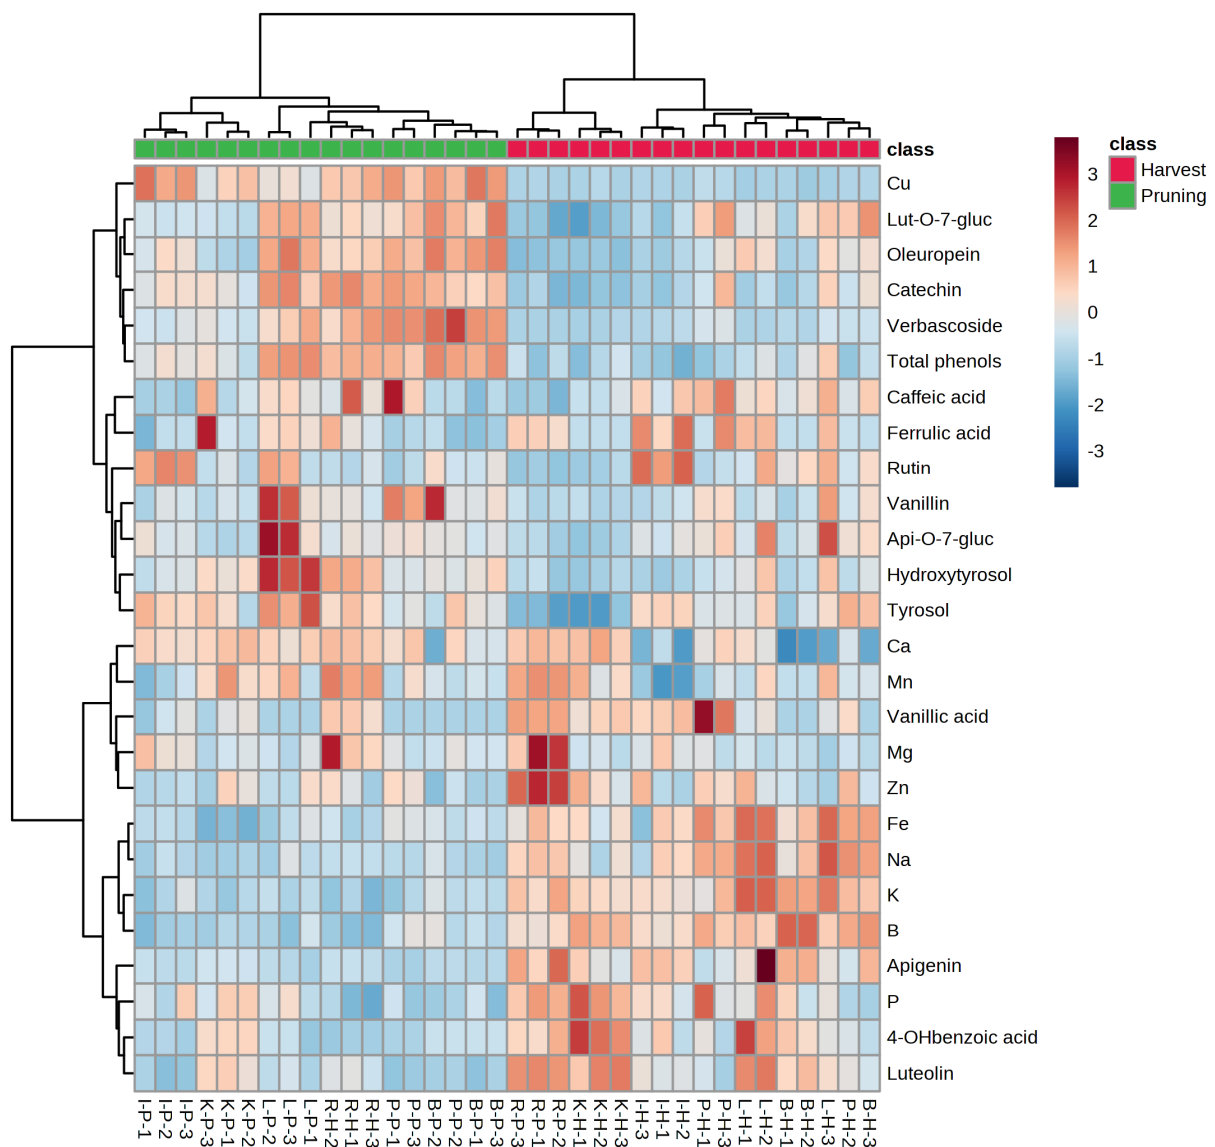 class
Cu
Lut-O-7-gluc
Oleuropein
Catechin
Verbascoside
Total phenols
Caffeic acid
Ferrulic acid
Rutin
Vanillin
Api-O-7-gluc
Hydroxytyrosol
Tyrosol
Ca
Mn
Vanillic acid
Mg
Zn
Fe
Na
K
B
Apigenin
P
4-OHbenzoic acid
Luteolin
3
2
1
0
-1
-2
-3
class
Harvest
Pruning
I-P-1
I-P-2
I-P-3
K-P-3
K-P-1
K-P-2
L-P-2
L-P-3
L-P-1
R-H-2
R-H-1
R-H-3
P-P-1
P-P-3
B-P-2
P-P-2
B-P-1
B-P-3
R-P-3
R-P-1
R-P-2
K-H-1
K-H-2
K-H-3
I-H-3
I-H-1
I-H-2
P-H-1
P-H-3
L-H-1
L-H-2
B-H-1
B-H-2
L-H-3
P-H-2
B-H-3